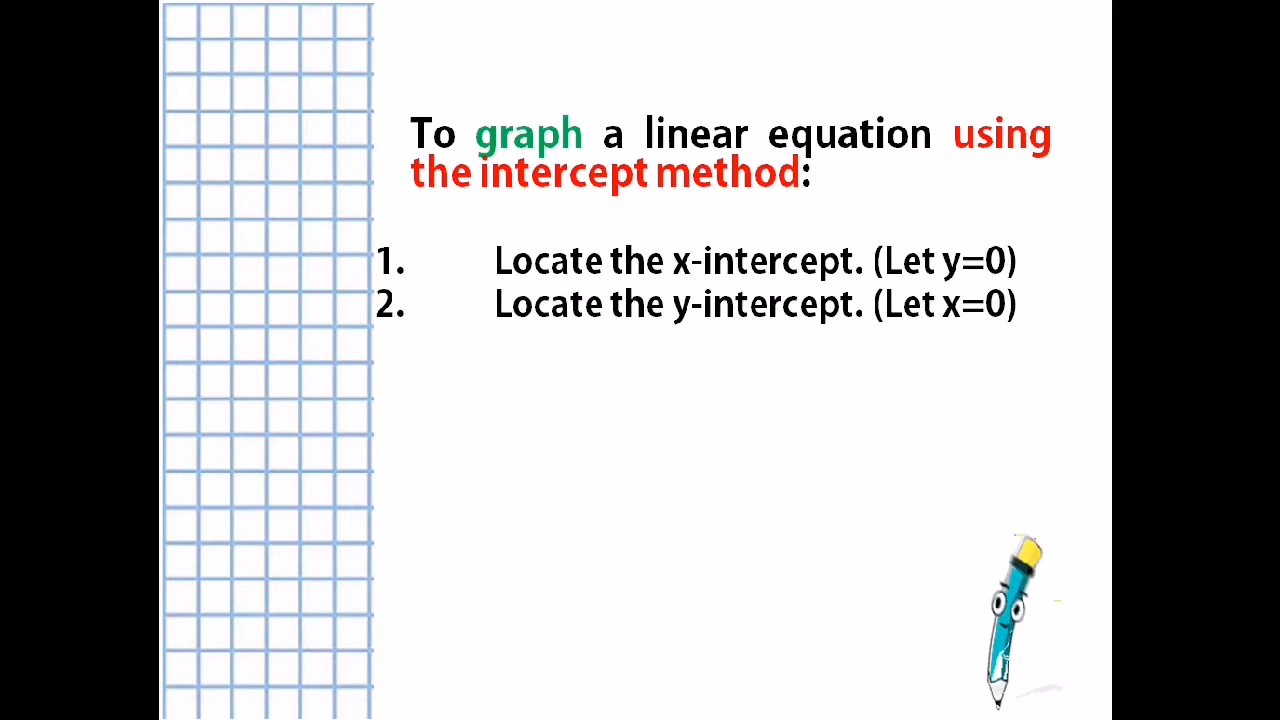 To graph a linear equation using
the intercept method:
1. Locate the x-intercept. (Let y=0)
2. Locate the y-intercept. (Let x=0)